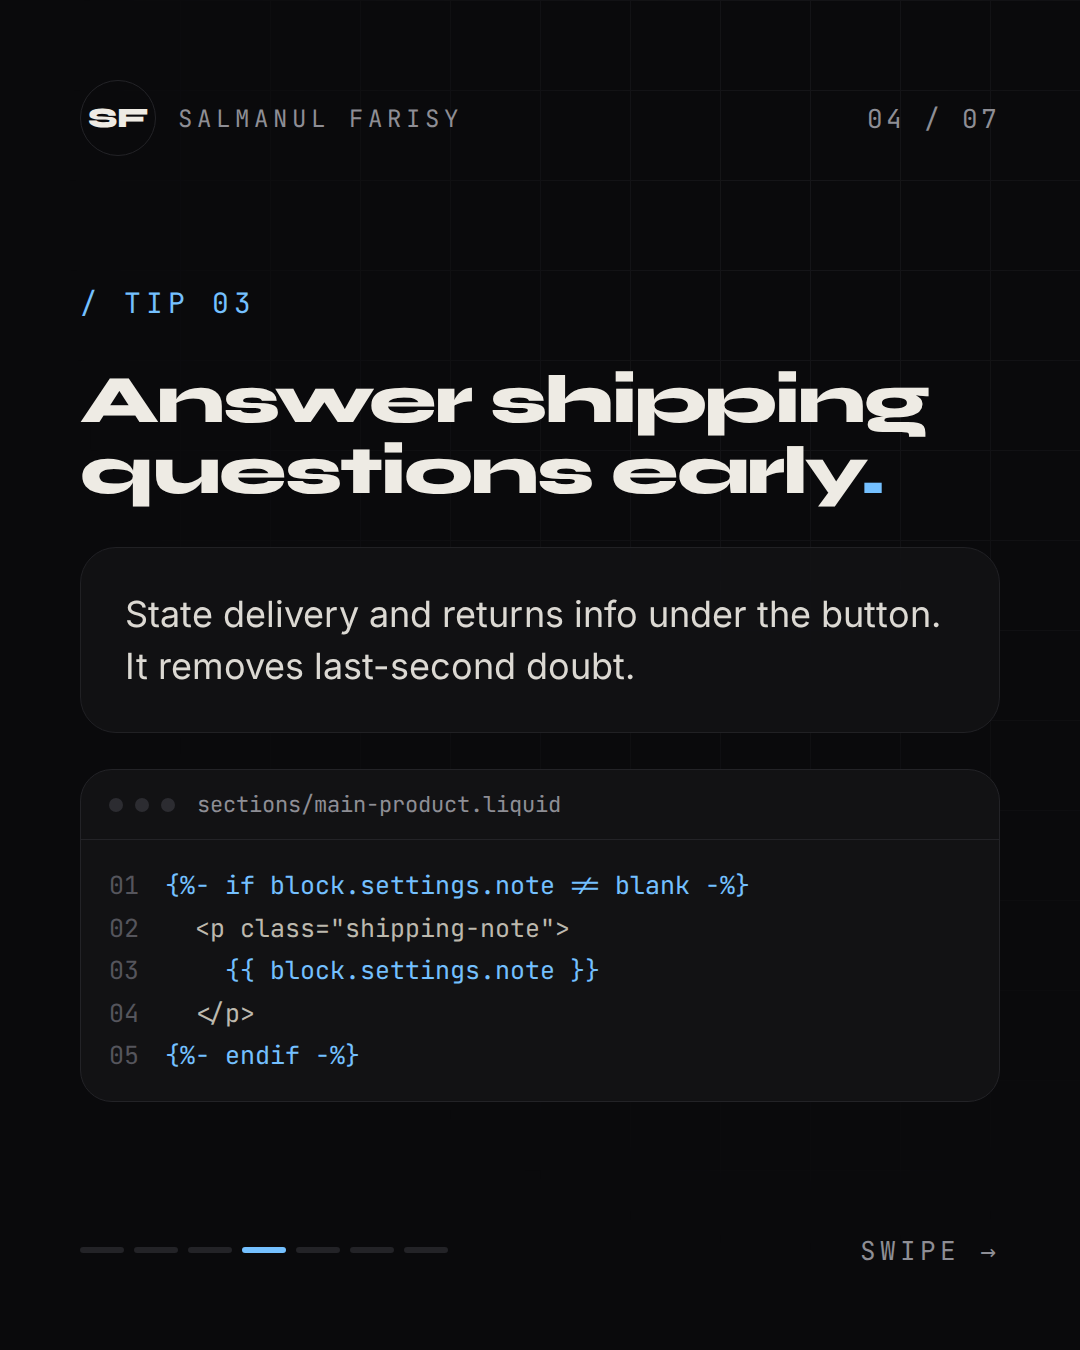 SF SALMANUL FARISY
04 / 07
/ TIP 03
Answer shipping
questions early.
State delivery and returns info under the button.
It removes last-second doubt.
sections/main-product.liquid
01 {%- if block.settings.note != blank -%}
02 <p class="shipping-note">
03 {{ block.settings.note }}
04 </p>
05 {%- endif -%}
SWIPE →